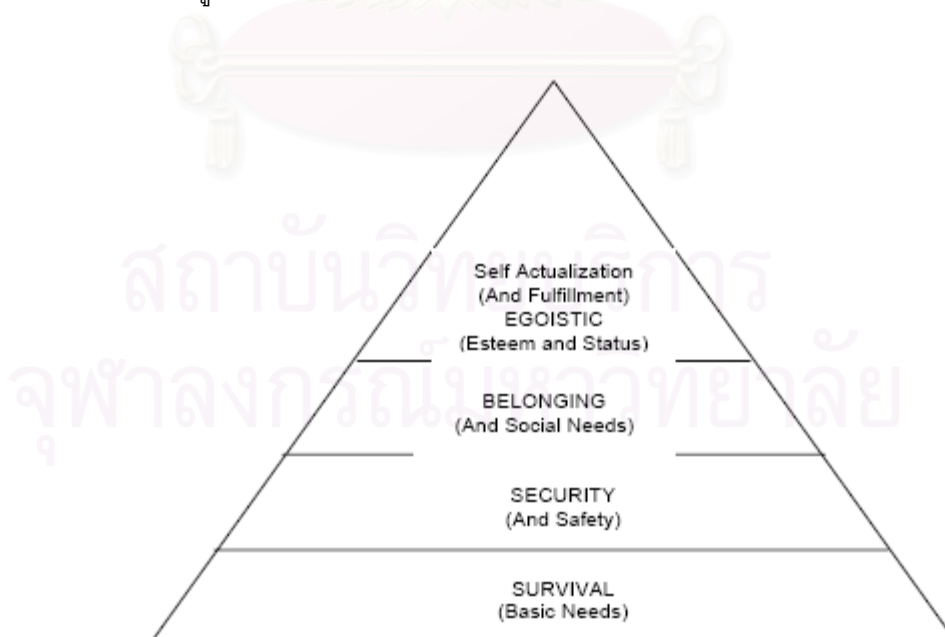 สถาบันวิทยบริการ
จุฬาลงกรณ์มหาวิทยาลัย
Self Actualization
(And Fulfillment)
EGOISTIC
(Esteem and Status)
BELONGING
(And Social Needs)
SECURITY
(And Safety)
SURVIVAL
(Basic Needs)